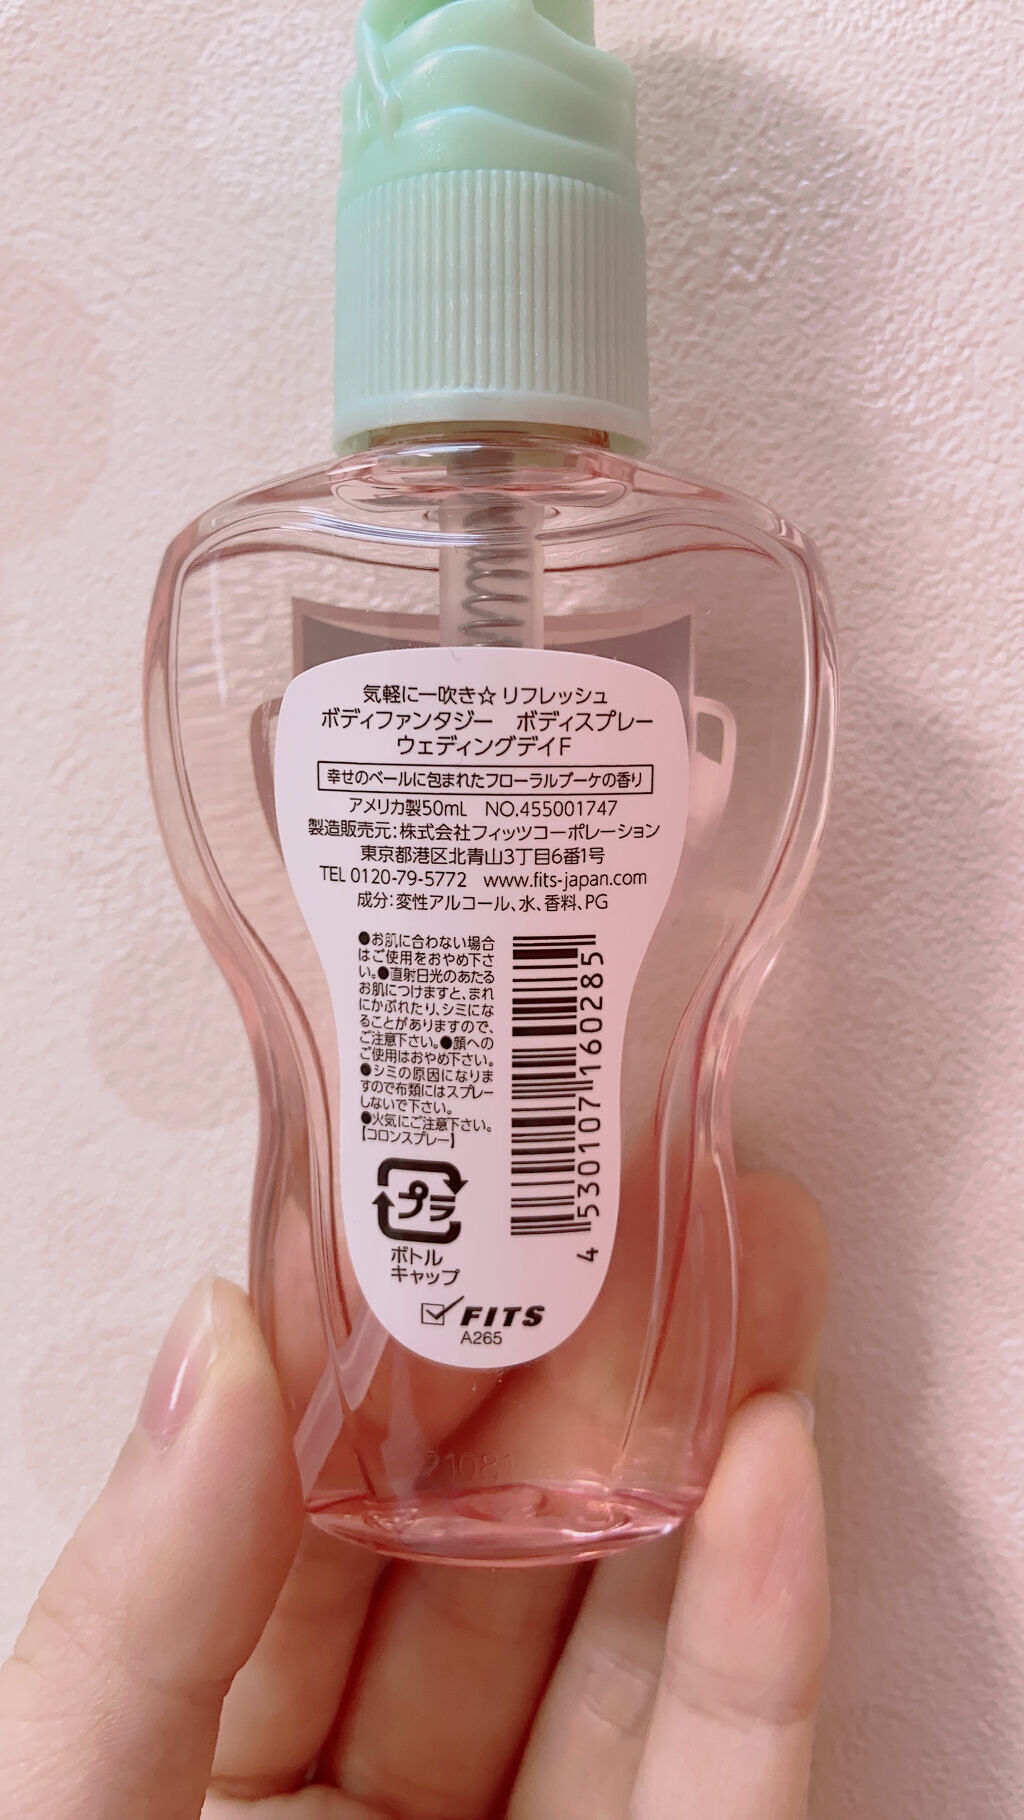 気軽に一吹き☆リフレッシュ
ボディファンタジー ボディスプレー
ウェディングデイF
幸せのベールに包まれたフローラルブーケの香り
アメリカ製50mL NO.455001747
製造販売元:株式会社フィッツコーポレーション
東京都港区北青山3丁目6番1号
TEL 0120-79-5772 www.fits-japan.com
成分:変性アルコール、水、香料、PG
●お肌に合わない場合
はご使用をおやめ下さ
い。●直射日光のあたる
お肌につけますと、まれ
にかぶれたり、シミにな
ることがありますので、
ご注意下さい。●顔への
ご使用はおやめ下さい。
●シミの原因になりま
すので布類にはスプレー
しないで下さい。
●火気にご注意下さい。
【コロンスプレー】
4530107160285
プラ
ボトル
キャップ
FITS
A265
21081